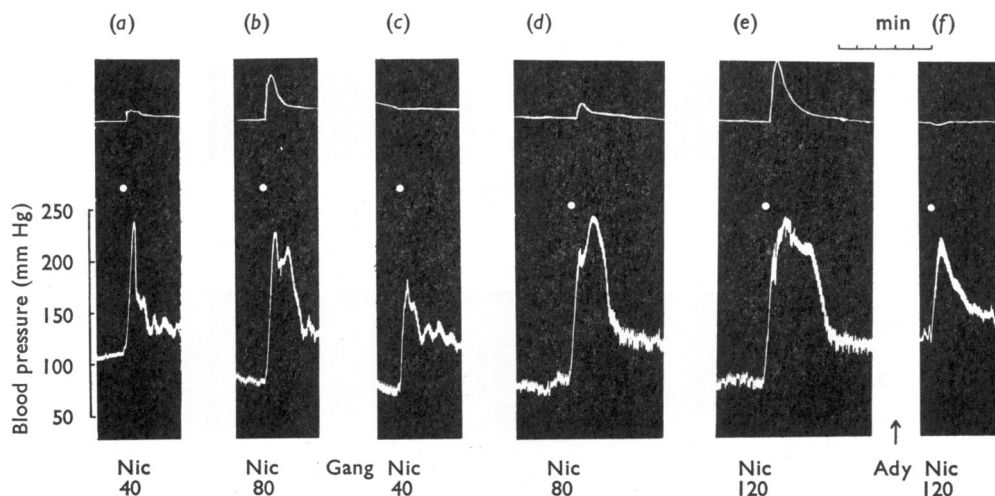 (a) (b) (c) (d) (e) min (f)
Blood pressure (mm Hg)
250
200
150
100
50
Nic Nic Gang Nic Nic Nic Ady Nic
40 80 40 80 120 120